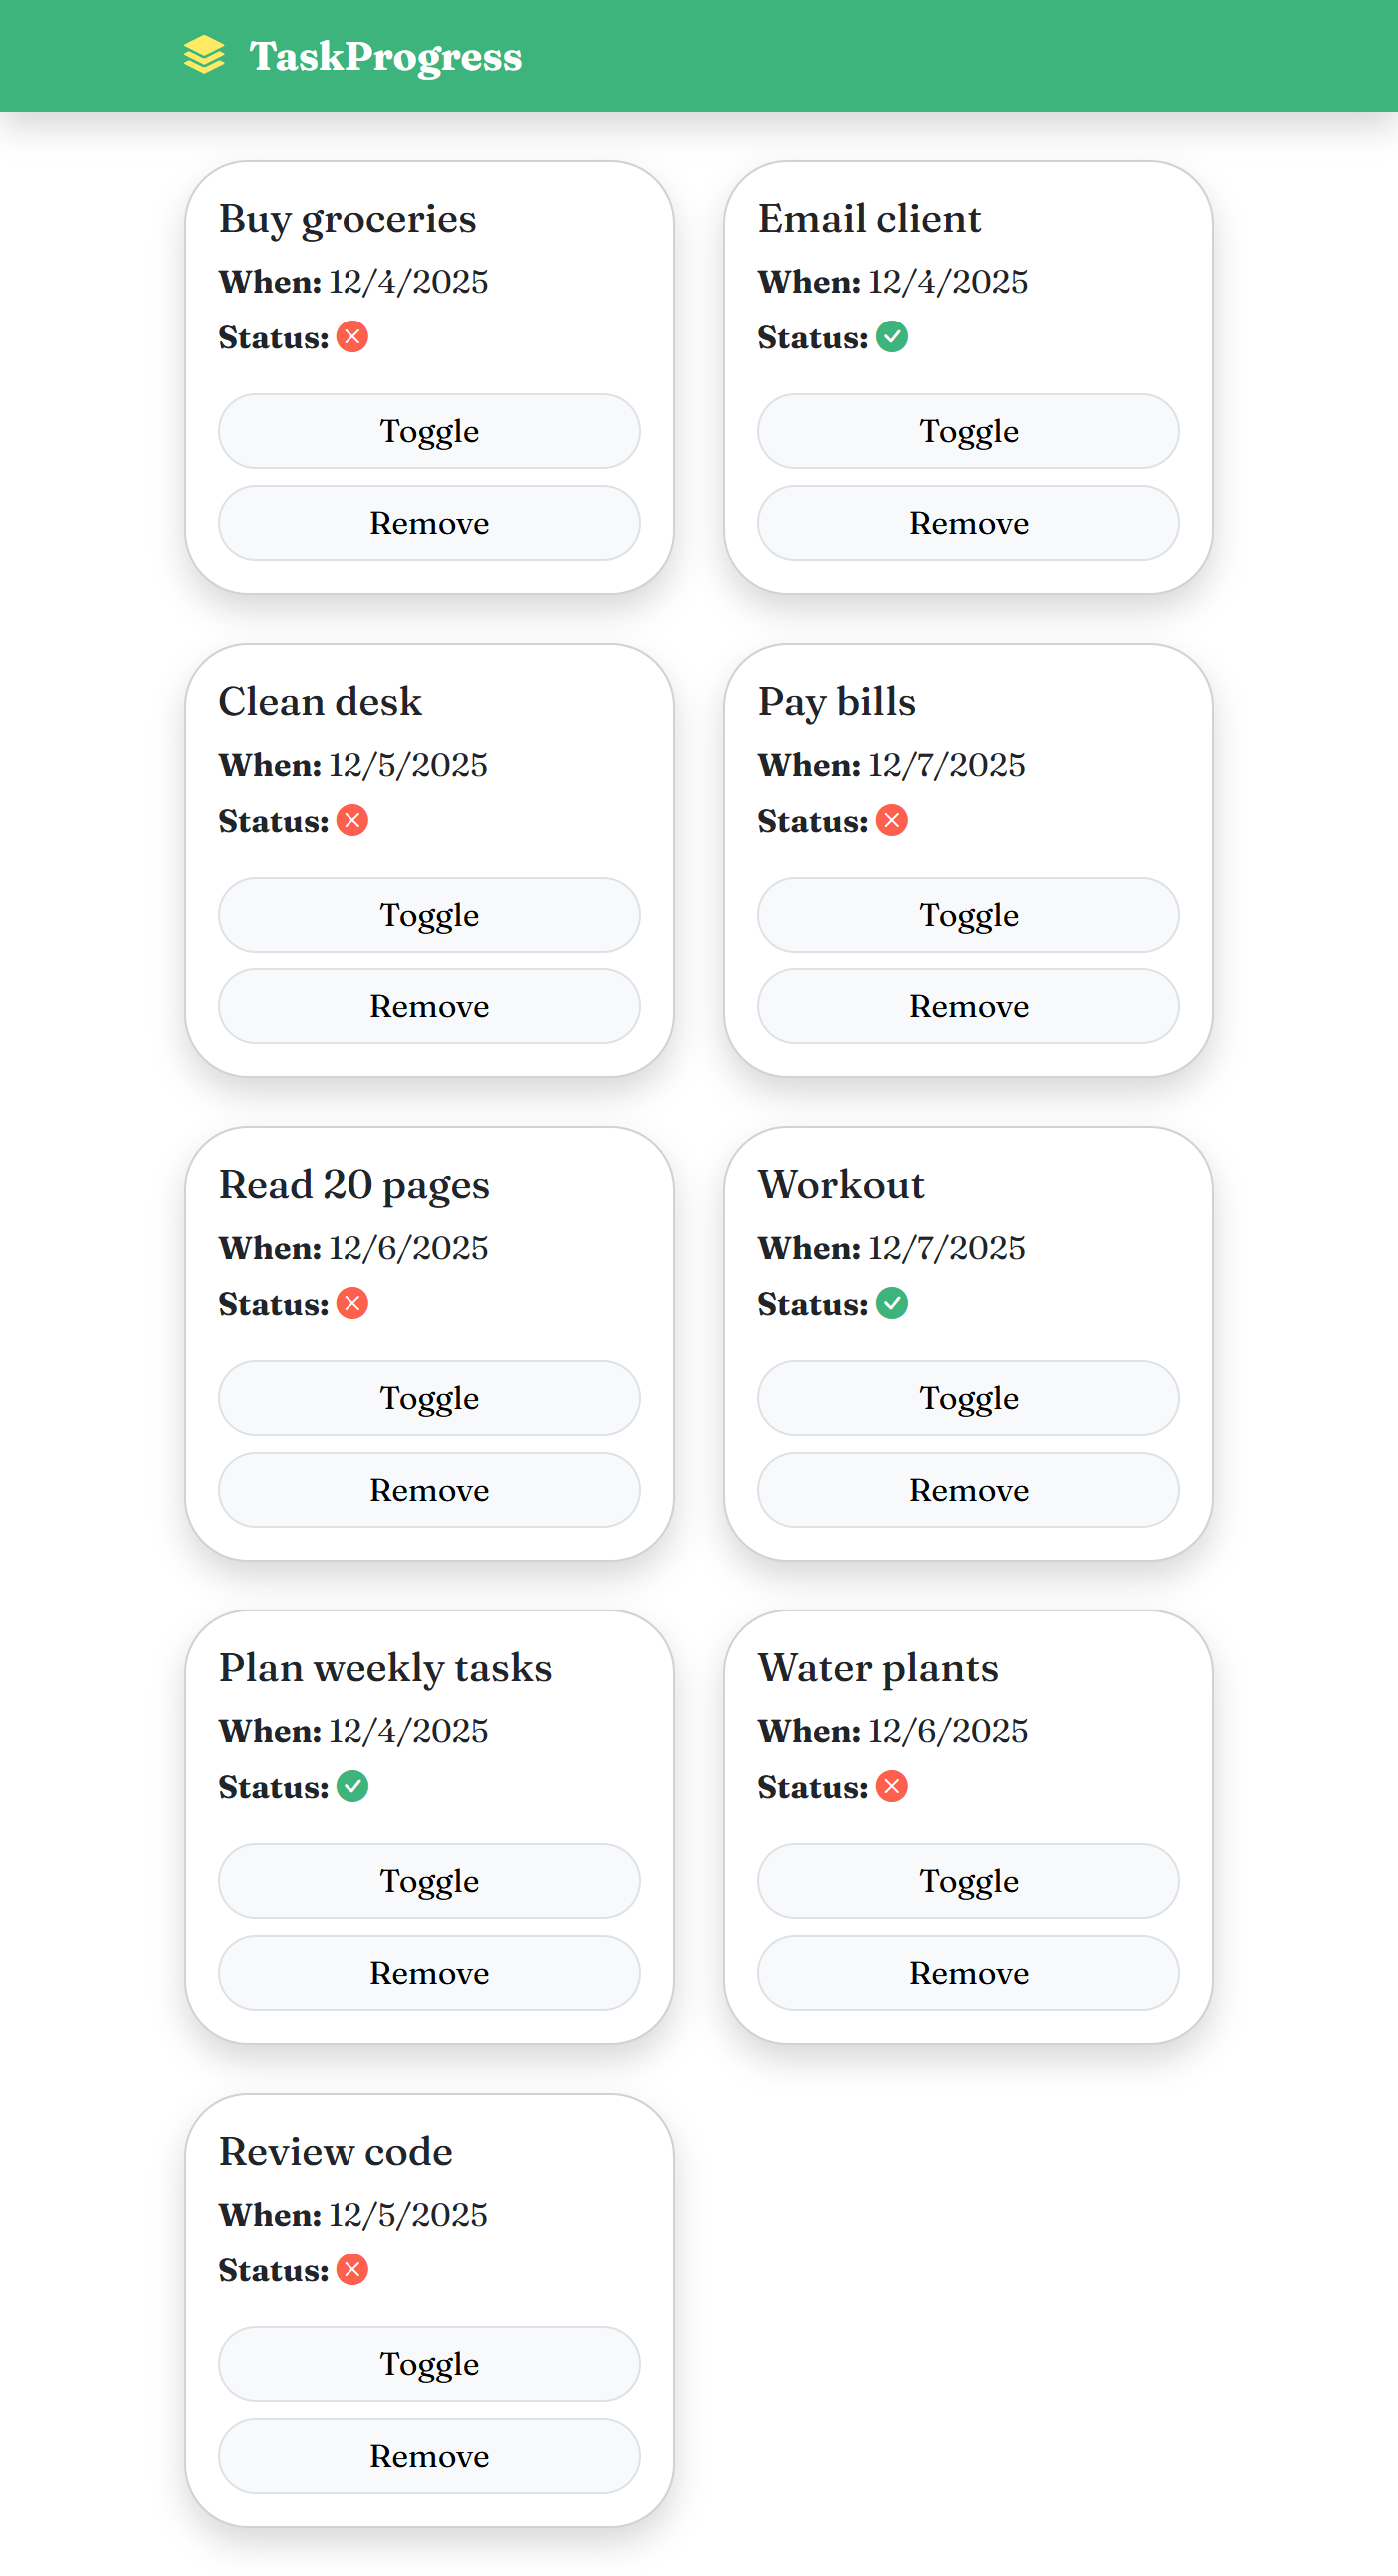 TaskProgress
Buy groceries
When: 12/4/2025
Status:
Toggle
Remove
Email client
When: 12/4/2025
Status:
Toggle
Remove
Clean desk
When: 12/5/2025
Status:
Toggle
Remove
Pay bills
When: 12/7/2025
Status:
Toggle
Remove
Read 20 pages
When: 12/6/2025
Status:
Toggle
Remove
Workout
When: 12/7/2025
Status:
Toggle
Remove
Plan weekly tasks
When: 12/4/2025
Status:
Toggle
Remove
Water plants
When: 12/6/2025
Status:
Toggle
Remove
Review code
When: 12/5/2025
Status:
Toggle
Remove